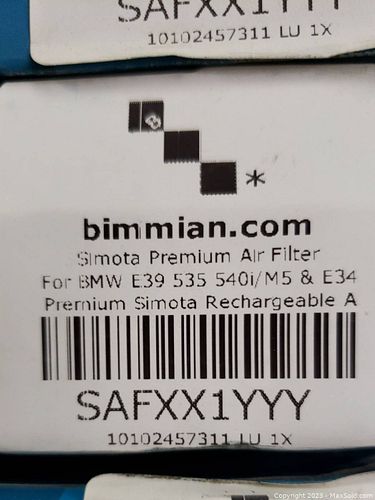 SAFXX1YYY
10102457311 LU 1X
*
bimmian.com
Simota Premium Air Filter
For BMW E39 535 540i/M5 & E34
Premium Simota Rechargeable A
SAFXX1YYY
10102457311 LU 1X
Copyright 2023 - MaxSold.com